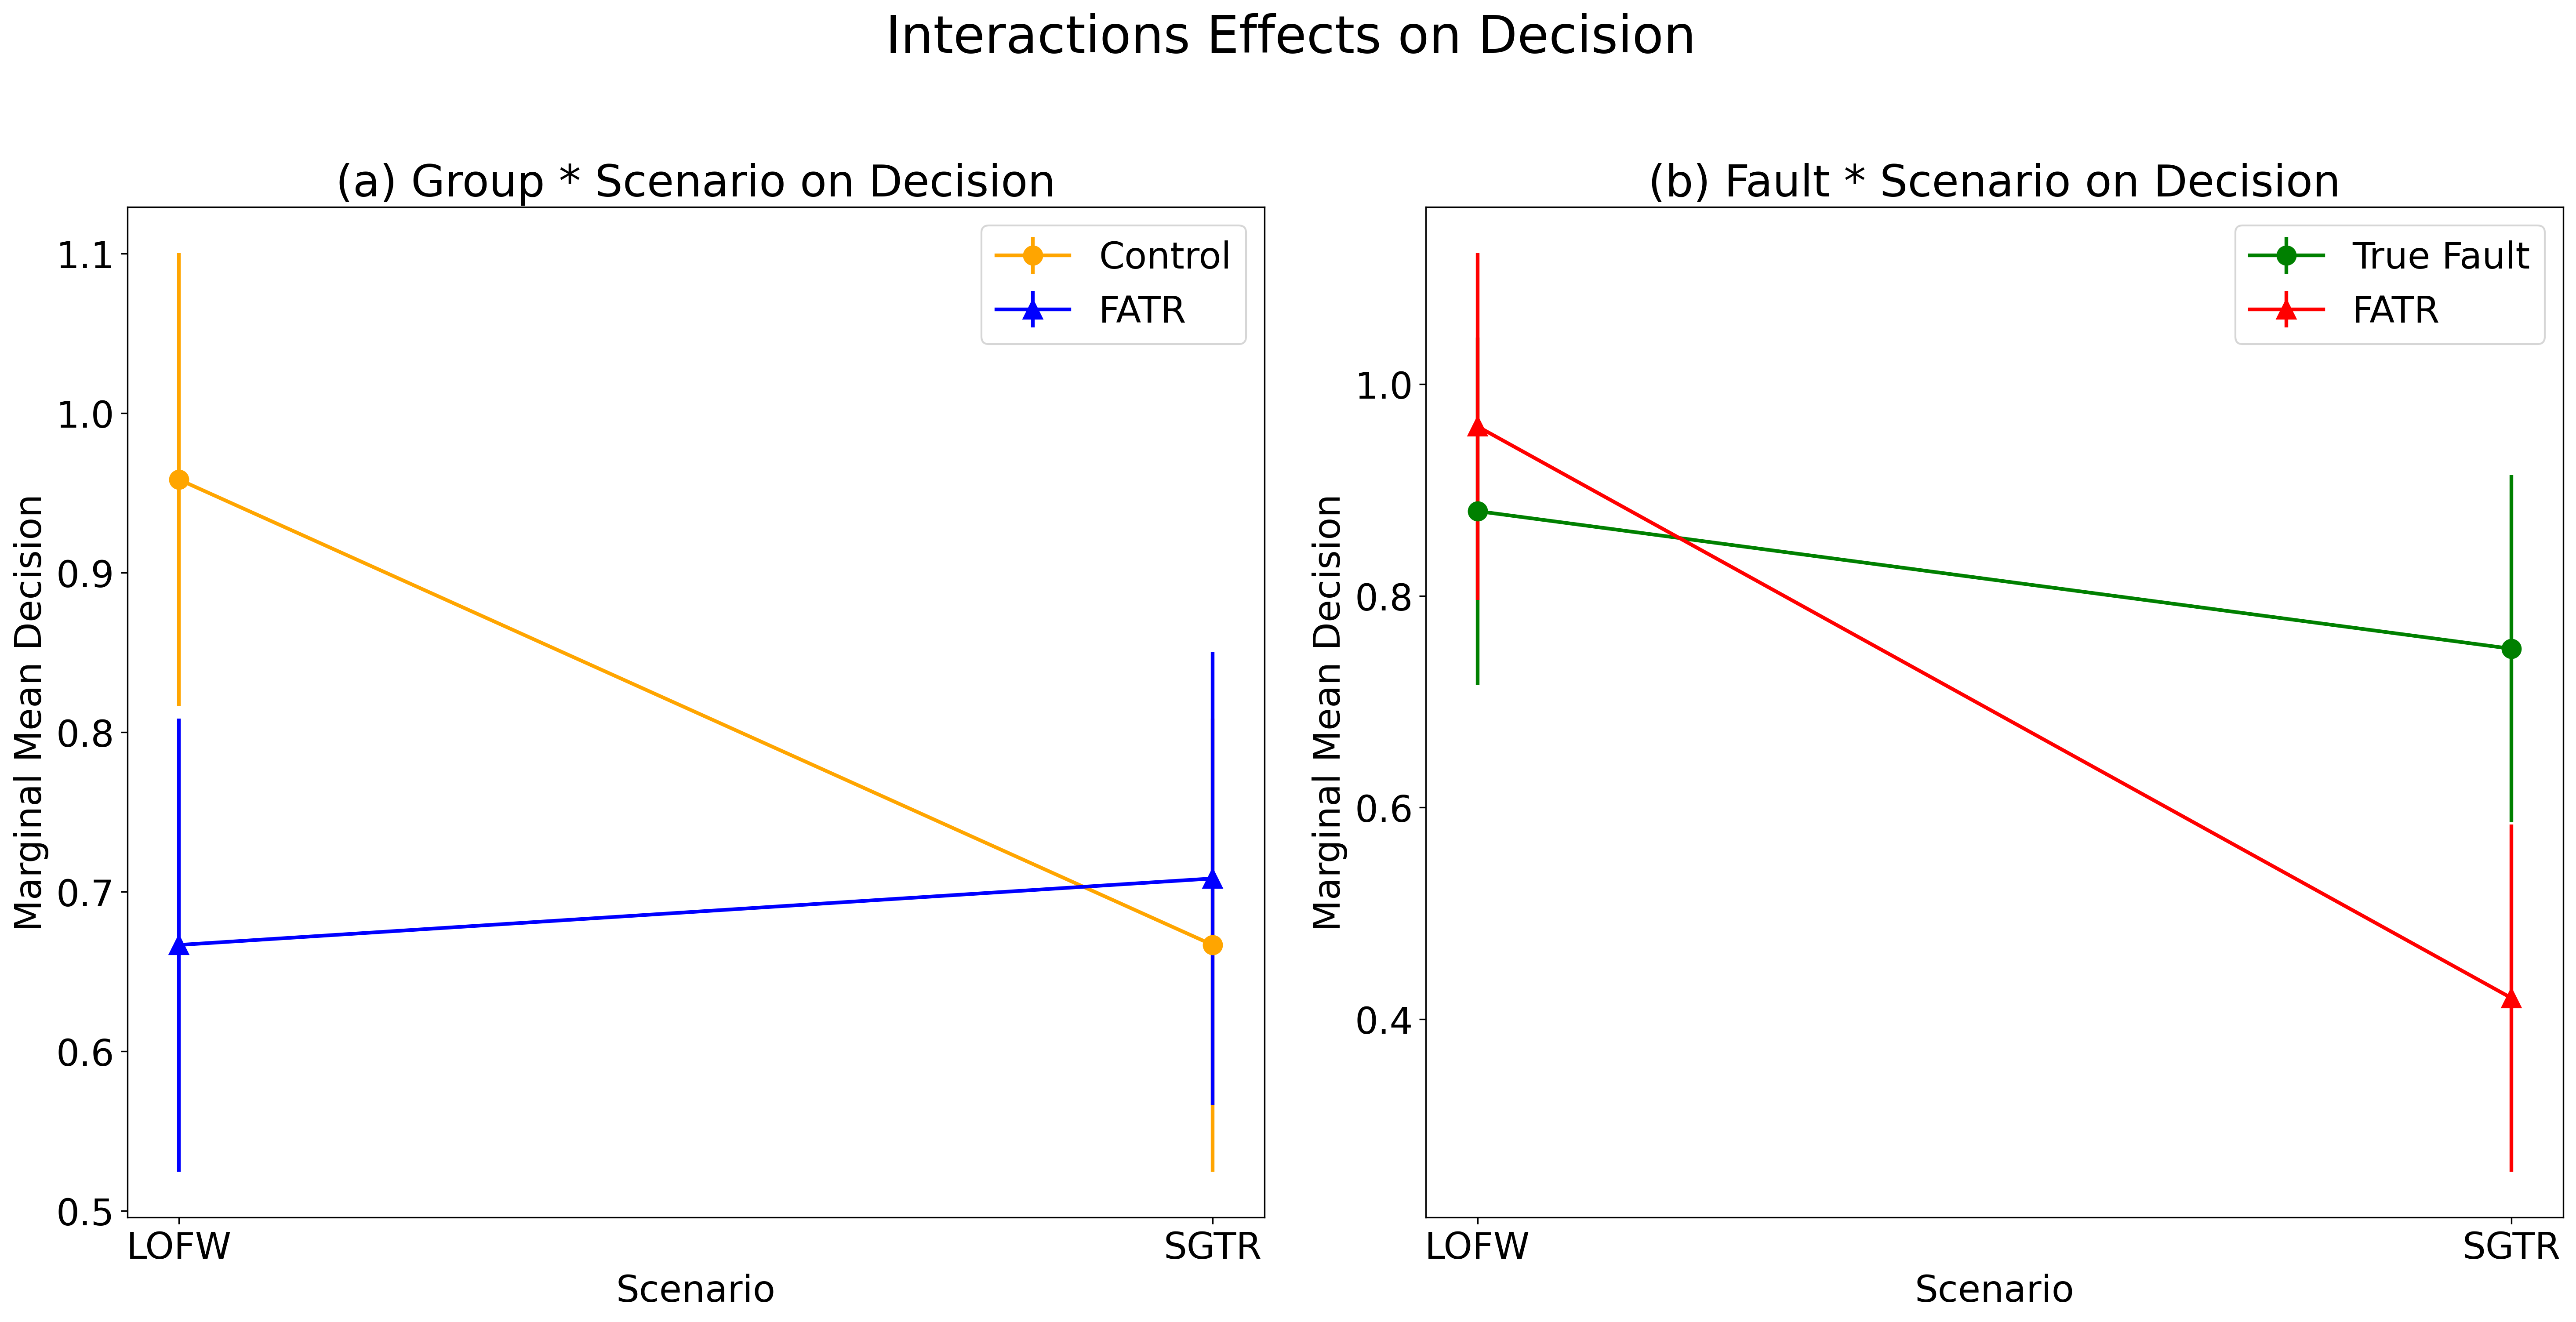 Interactions Effects on Decision
(a) Group * Scenario on Decision
Control
FATR
1.1
1.0
0.9
0.8
0.7
0.6
0.5
Marginal Mean Decision
LOFW
SGTR
Scenario
(b) Fault * Scenario on Decision
True Fault
FATR
1.0
0.8
0.6
0.4
Marginal Mean Decision
LOFW
SGTR
Scenario